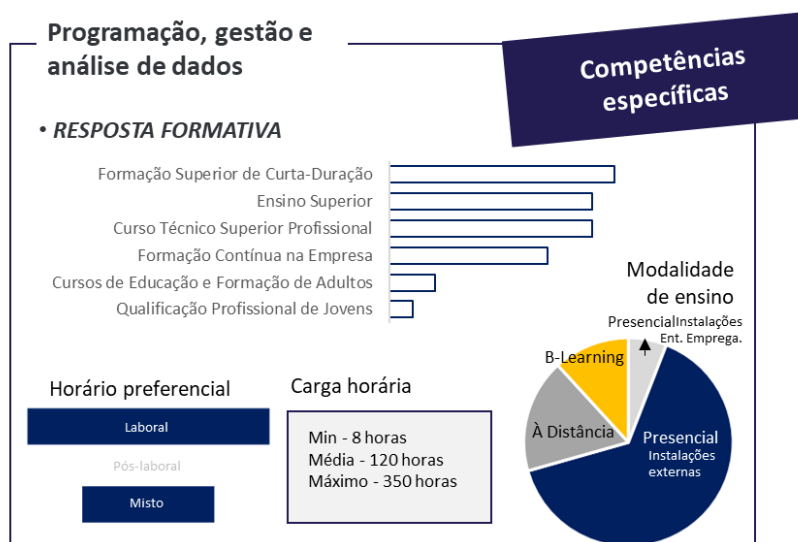 Programação, gestão e
análise de dados
Competências
específicas
• RESPOSTA FORMATIVA
Formação Superior de Curta-Duração
Ensino Superior
Curso Técnico Superior Profissional
Formação Contínua na Empresa
Cursos de Educação e Formação de Adultos
Qualificação Profissional de Jovens
Modalidade
de ensino
Presencial Instalações
Ent. Emprega.
B-Learning
À Distância
Presencial
Instalações
externas
Horário preferencial
Laboral
Pós-laboral
Misto
Carga horária
Min - 8 horas
Média - 120 horas
Máximo - 350 horas